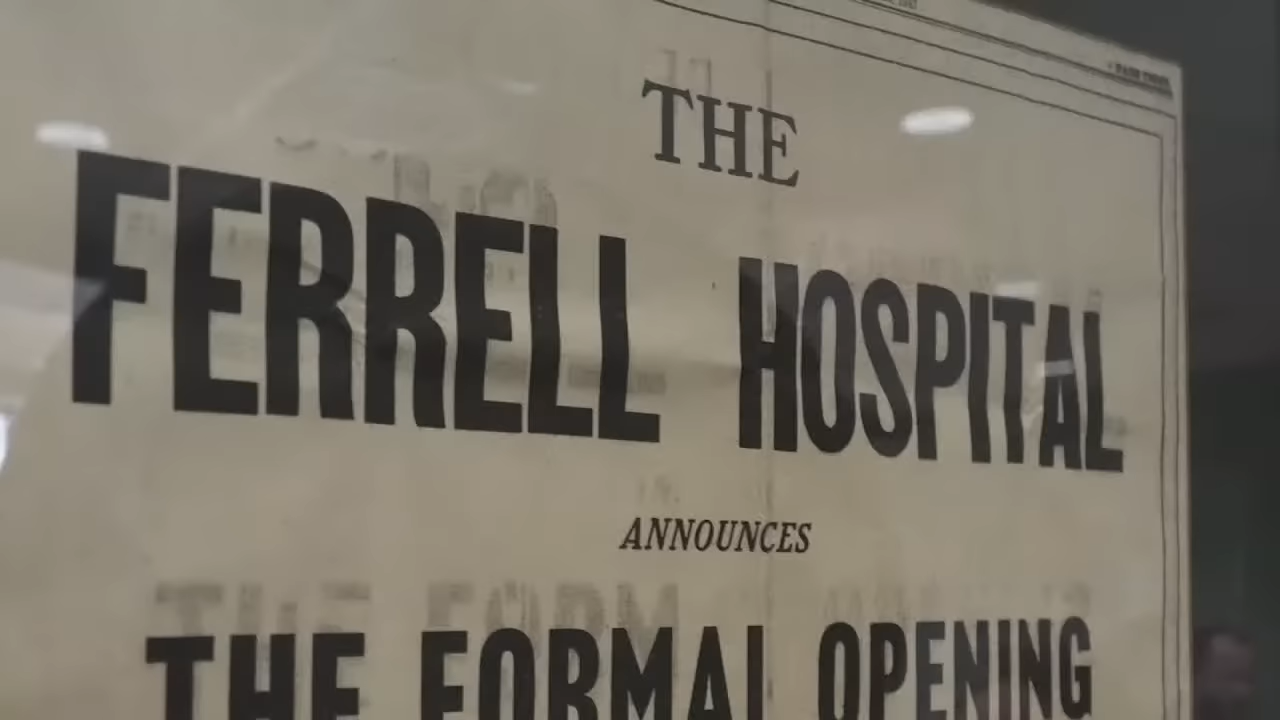 THE
FERRELL HOSPITAL
ANNOUNCES
THE FORMAL OPENING